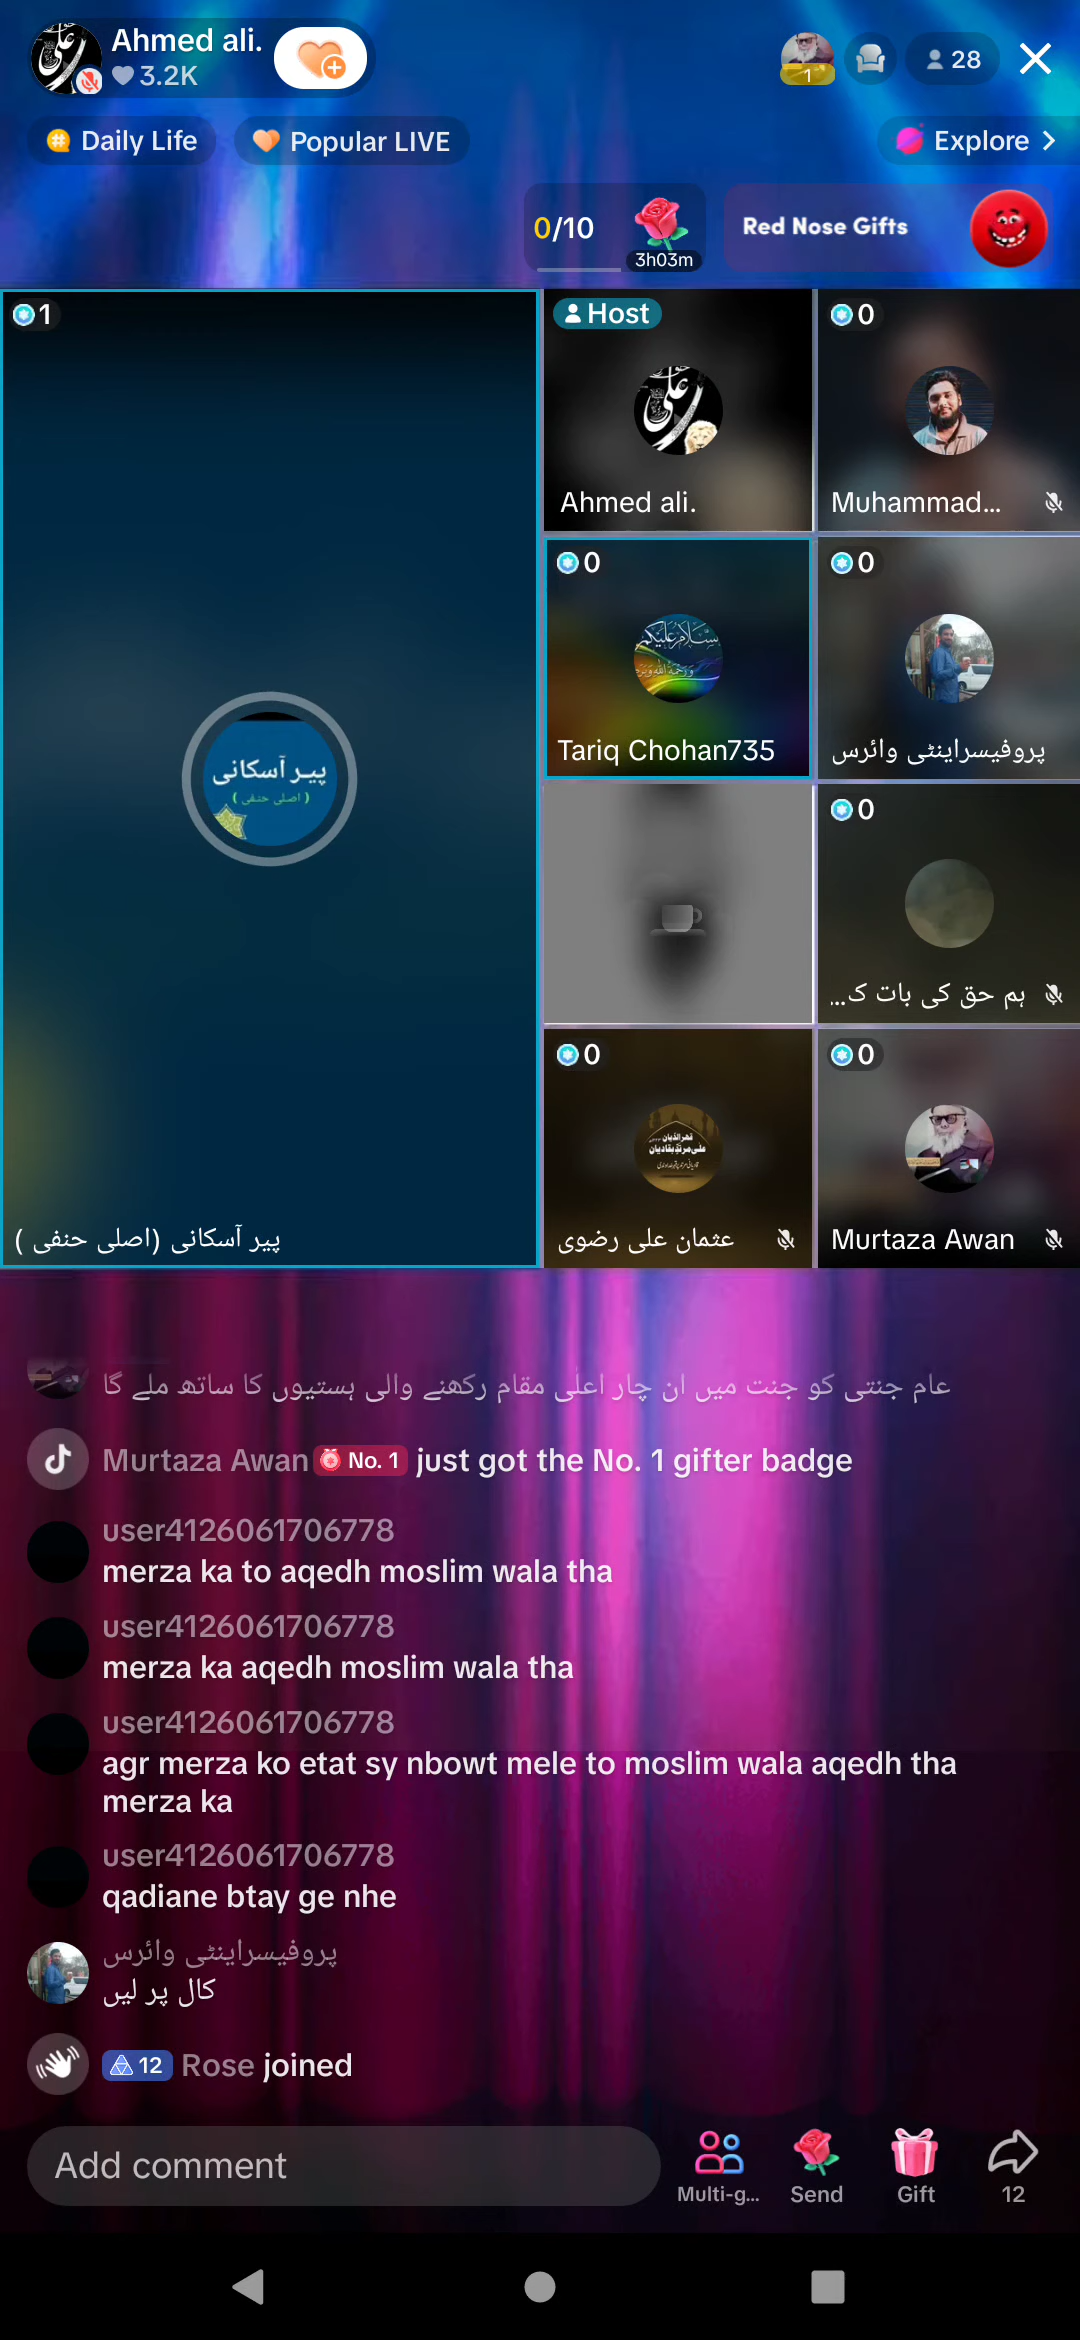 Ahmed ali.
3.2K
1
28
Daily Life
Popular LIVE
Explore
0/10
3h03m
Red Nose Gifts
1
Host
Ahmed ali.
0
Muhammad...
0
Tariq Chohan735
0
پروفیسراینٹی وائرس
پیر آسکانی
( اصلی حنفی )
پیر آسکانی (اصلی حنفی )
0
ہم حق کی بات ک...
0
عثمان علی رضوی
0
Murtaza Awan
عام جنتی کو جنت میں ان چار اعلٰی مقام رکھنے والی ہستیوں کا ساتھ ملے گا
Murtaza Awan No. 1 just got the No. 1 gifter badge
user4126061706778
merza ka to aqedh moslim wala tha
user4126061706778
merza ka aqedh moslim wala tha
user4126061706778
agr merza ko etat sy nbowt mele to moslim wala aqedh tha
merza ka
user4126061706778
qadiane btay ge nhe
پروفیسراینٹی وائرس
کال پر لیں
12 Rose joined
Add comment
Multi-g...
Send
Gift
12